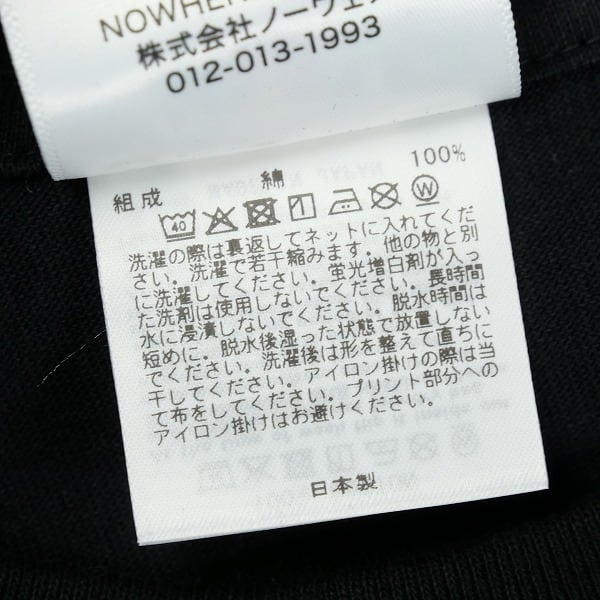 NOWHER
株式会社ノーウェア
012-013-1993
組成 綿 100%
40
W
洗濯の際は裏返してネットに入れてくだ
さい。洗濯で若干縮みます。他の物と別
に洗濯してください。蛍光増白剤が入っ
た洗剤は使用しないでください。長時間
水に浸漬しないでください。脱水時間は
短めに。脱水後湿った状態で放置しない
でください。洗濯後は形を整えて直ちに
干してください。アイロン掛けの際は当
て布をしてください。プリント部分への
アイロン掛けはお避けください。
日本製